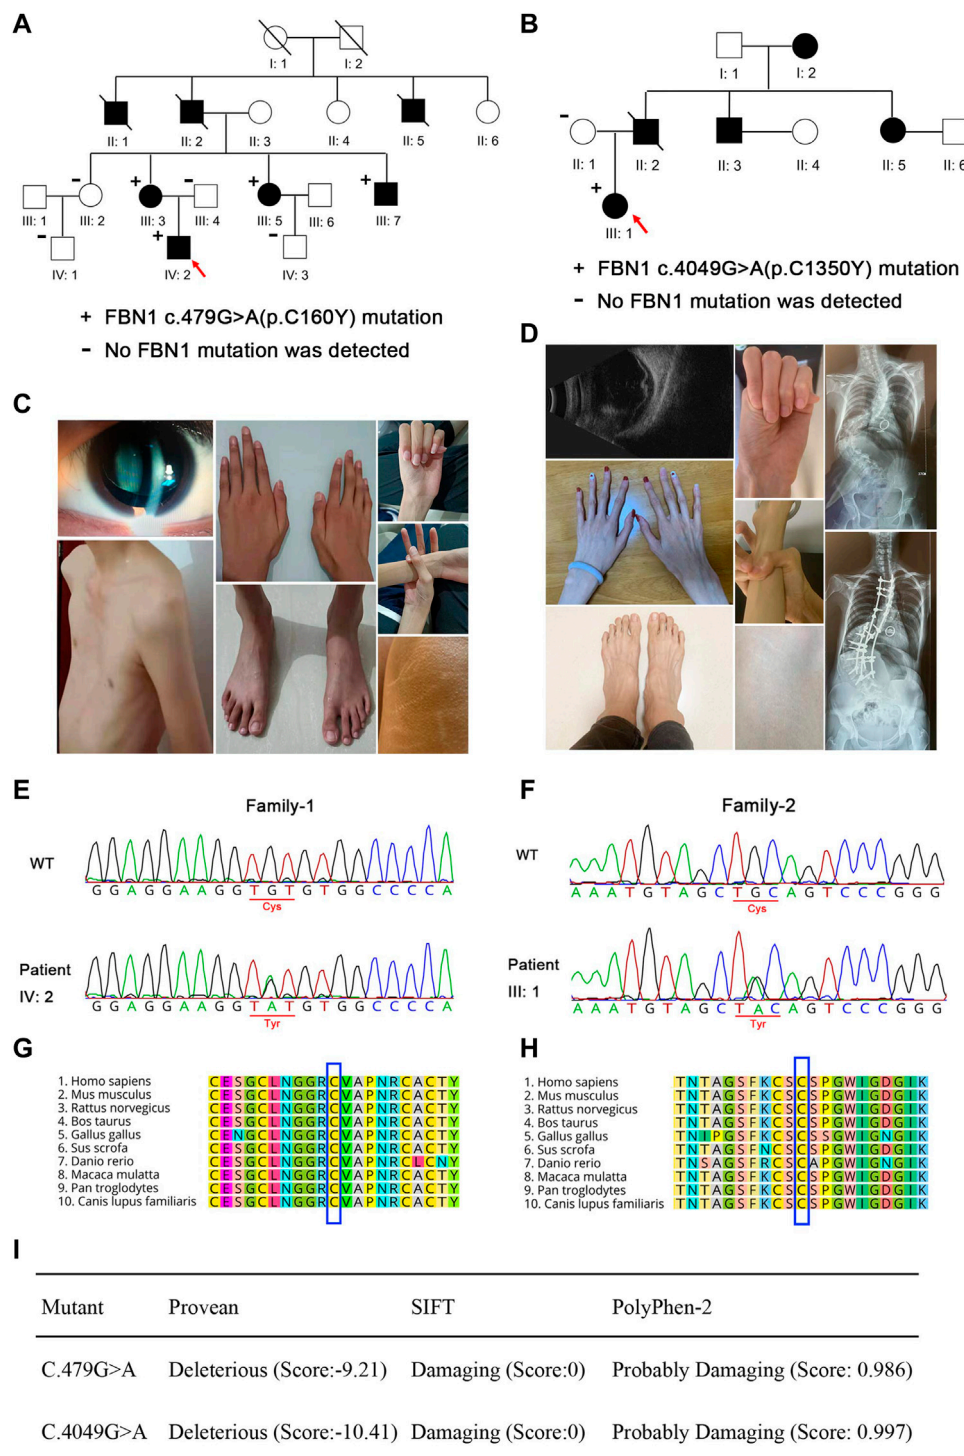 A
I: 1
I: 2
II: 1
II: 2
II: 3
II: 4
II: 5
II: 6
-
+
-
+
+
III: 1
III: 2
III: 3
III: 4
III: 5
III: 6
III: 7
-
+
-
IV: 1
IV: 2
IV: 3
+ FBN1 c.479G>A(p.C160Y) mutation
- No FBN1 mutation was detected
B
I: 1
I: 2
-
II: 1
II: 2
II: 3
II: 4
II: 5
II: 6
+
III: 1
+ FBN1 c.4049G>A(p.C1350Y) mutation
- No FBN1 mutation was detected
C
D
E
Family-1
WT
G G A G G A A G G T G T G T G G C C C C A
Cys
Patient
IV: 2
G G A G G A A G G T A T G T G G C C C C A
Tyr
F
Family-2
WT
A A A T G T A G C T G C A G T C C C G G G
Cys
Patient
III: 1
A A A T G T A G C T A C A G T C C C G G G
Tyr
G
1. Homo sapiens
2. Mus musculus
3. Rattus norvegicus
4. Bos taurus
5. Gallus gallus
6. Sus scrofa
7. Danio rerio
8. Macaca mulatta
9. Pan troglodytes
10. Canis lupus familiaris
C E S G C L N G G R C V A P N R C A C T Y
C E S G C L N G G R C V A P N R C A C T Y
C E S G C L N G G R C V A P N R C A C T Y
C E S G C L N G G R C V A P N R C A C T Y
C E N G C L N G G R C V A P N R C A C T Y
C E S G C L N G G R C V A P N R C A C T Y
C E S G C L N G G R C V A P N R C L C N Y
C E S G C L N G G R C V A P N R C A C T Y
C E S G C L N G G R C V A P N R C A C T Y
C E S G C L N G G R C V A P N R C A C T Y
H
1. Homo sapiens
2. Mus musculus
3. Rattus norvegicus
4. Bos taurus
5. Gallus gallus
6. Sus scrofa
7. Danio rerio
8. Macaca mulatta
9. Pan troglodytes
10. Canis lupus familiaris
T N T A G S F K C S C S P G W I G D G I K
T N T A G S F K C S C S P G W I G D G I K
T N T A G S F K C S C S P G W I G D G I K
T N T A G S F K C S C S P G W I G D G I K
T N I P G S F K C S C S S G W I G N G I K
T N T A G S F K C S C S P G W I G D G I K
T N S A G S F R C S C A P G W I G N G I K
T N T A G S F K C S C S P G W I G D G I K
T N T A G S F K C S C S P G W I G D G I K
T N T A G S F K C S C S P G W I G D G I K
I
Mutant Provean SIFT PolyPhen-2
C.479G>A Deleterious (Score:-9.21) Damaging (Score:0) Probably Damaging (Score: 0.986)
C.4049G>A Deleterious (Score:-10.41) Damaging (Score:0) Probably Damaging (Score: 0.997)